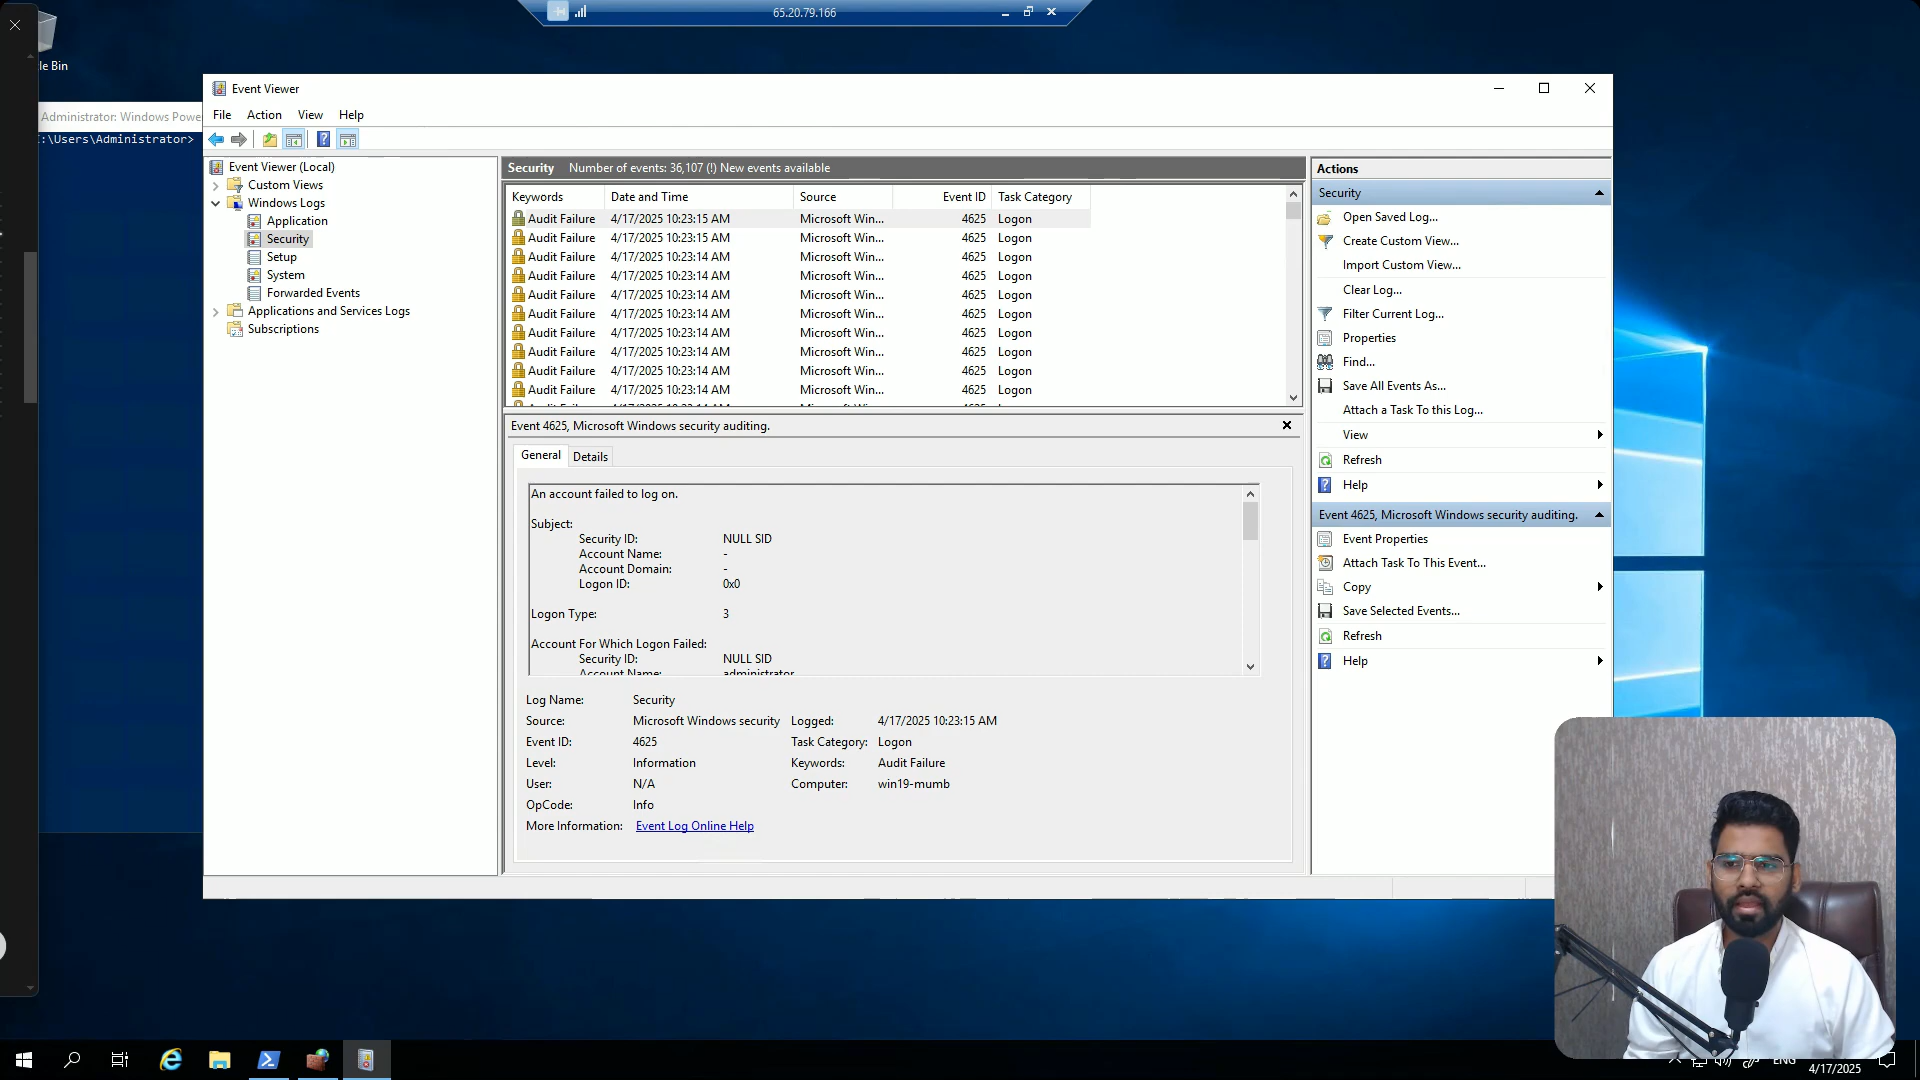 65.20.79.166
le Bin
Administrator: Windows Powe
:\Users\Administrator>
Event Viewer
File Action View Help
Event Viewer (Local)
Custom Views
Windows Logs
Application
Security
Setup
System
Forwarded Events
Applications and Services Logs
Subscriptions
Security Number of events: 36,107 (!) New events available
Keywords Date and Time Source Event ID Task Category
Audit Failure 4/17/2025 10:23:15 AM Microsoft Win... 4625 Logon
Audit Failure 4/17/2025 10:23:15 AM Microsoft Win... 4625 Logon
Audit Failure 4/17/2025 10:23:14 AM Microsoft Win... 4625 Logon
Audit Failure 4/17/2025 10:23:14 AM Microsoft Win... 4625 Logon
Audit Failure 4/17/2025 10:23:14 AM Microsoft Win... 4625 Logon
Audit Failure 4/17/2025 10:23:14 AM Microsoft Win... 4625 Logon
Audit Failure 4/17/2025 10:23:14 AM Microsoft Win... 4625 Logon
Audit Failure 4/17/2025 10:23:14 AM Microsoft Win... 4625 Logon
Audit Failure 4/17/2025 10:23:14 AM Microsoft Win... 4625 Logon
Audit Failure 4/17/2025 10:23:14 AM Microsoft Win... 4625 Logon
Event 4625, Microsoft Windows security auditing.
General Details
An account failed to log on.
Subject:
Security ID: NULL SID
Account Name: -
Account Domain: -
Logon ID: 0x0
Logon Type: 3
Account For Which Logon Failed:
Security ID: NULL SID
Account Name: administrator
Log Name: Security
Source: Microsoft Windows security Logged: 4/17/2025 10:23:15 AM
Event ID: 4625 Task Category: Logon
Level: Information Keywords: Audit Failure
User: N/A Computer: win19-mumb
OpCode: Info
More Information: Event Log Online Help
Actions
Security
Open Saved Log...
Create Custom View...
Import Custom View...
Clear Log...
Filter Current Log...
Properties
Find...
Save All Events As...
Attach a Task To this Log...
View
Refresh
Help
Event 4625, Microsoft Windows security auditing.
Event Properties
Attach Task To This Event...
Copy
Save Selected Events...
Refresh
Help
ENG
4/17/2025